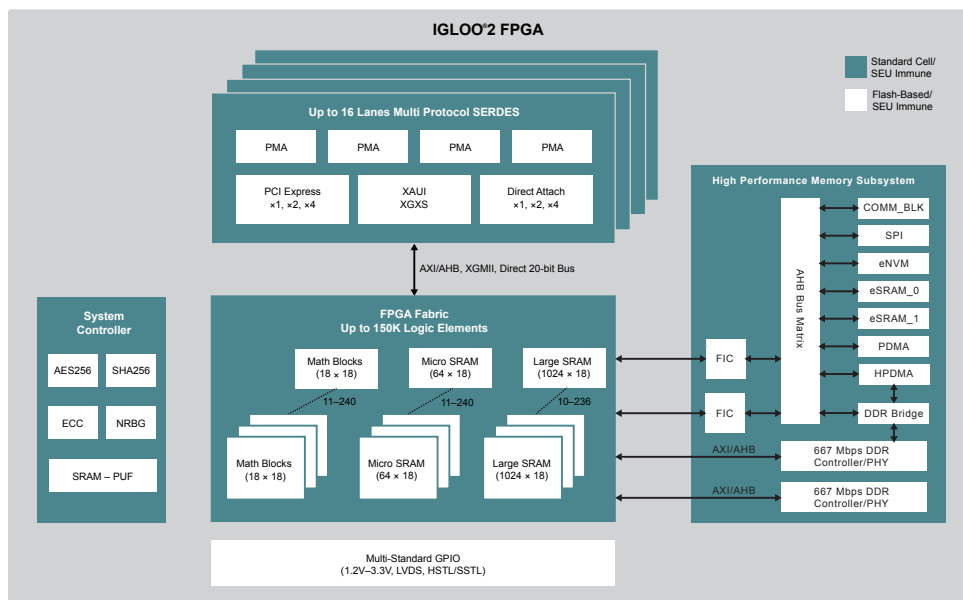 IGLOO®2 FPGA
Standard Cell/
SEU Immune
Flash-Based/
SEU Immune
Up to 16 Lanes Multi Protocol SERDES
PMA
PMA
PMA
PMA
PCI Express
×1, ×2, ×4
XAUI
XGXS
Direct Attach
×1, ×2, ×4
AXI/AHB, XGMII, Direct 20-bit Bus
System
Controller
AES256
SHA256
ECC
NRBG
SRAM – PUF
FPGA Fabric
Up to 150K Logic Elements
Math Blocks
(18 × 18)
Micro SRAM
(64 × 18)
Large SRAM
(1024 × 18)
11–240
11–240
10–236
Math Blocks
(18 × 18)
Micro SRAM
(64 × 18)
Large SRAM
(1024 × 18)
High Performance Memory Subsystem
FIC
FIC
AHB Bus Matrix
COMM_BLK
SPI
eNVM
eSRAM_0
eSRAM_1
PDMA
HPDMA
DDR Bridge
AXI/AHB
667 Mbps DDR
Controller/PHY
AXI/AHB
667 Mbps DDR
Controller/PHY
Multi-Standard GPIO
(1.2V–3.3V, LVDS, HSTL/SSTL)